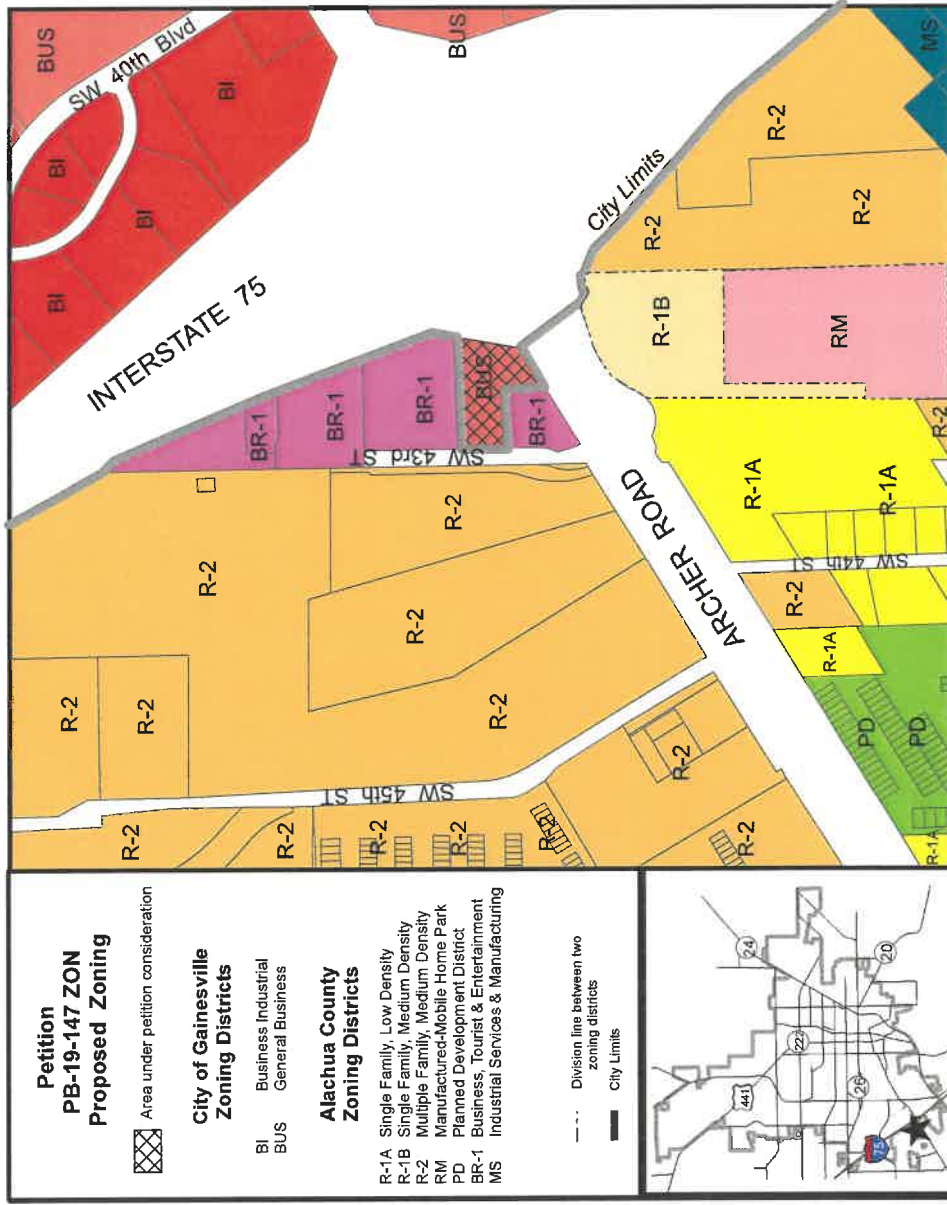 Petition
PB-19-147 ZON
Proposed Zoning
Area under petition consideration
City of Gainesville
Zoning Districts
BI Business Industrial
BUS General Business
Alachua County
Zoning Districts
R-1A Single Family, Low Density
R-1B Single Family, Medium Density
R-2 Multiple Family, Medium Density
RM Manufactured-Mobile Home Park
PD Planned Development District
BR-1 Business, Tourist & Entertainment
MS Industrial Services & Manufacturing
Division line between two
zoning districts
City Limits
441
24
222
26
20
75
BUS
SW 40th Blvd
BI
BI
BI
BI
BI
BUS
INTERSTATE 75
MS
City Limits
R-2
R-2
R-2
R-1B
RM
BR-1
BR-1
BR-1
BUS
BR-1
SW 43rd ST
R-2
R-2
R-2
R-2
R-2
R-2
ARCHER ROAD
R-1A
R-1A
R-2
SW 44th ST
R-2
R-1A
PD
PD
R-1A
SW 45th ST
R-2
R-2
R-2
R-2
R-2
R-2
R-2